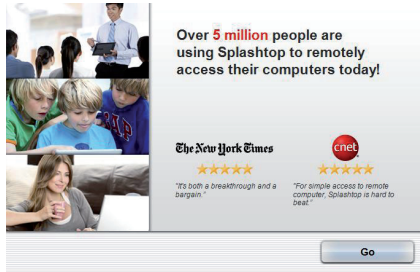 Over 5 million people are
using Splashtop to remotely
access their computers today!
The New York Times
cnet
"It's both a breakthrough and a
bargain."
"For simple access to remote
computer, Splashtop is hard to
beat."
Go